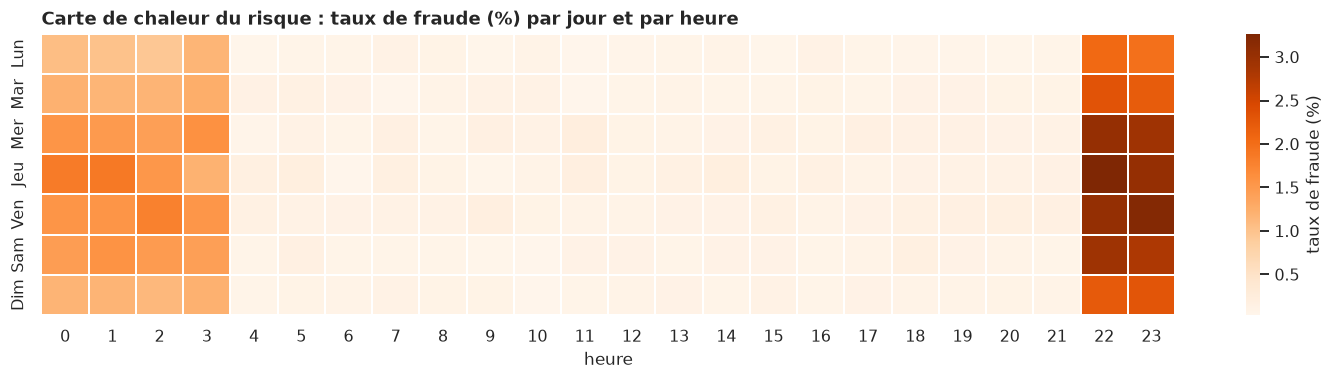 Carte de chaleur du risque : taux de fraude (%) par jour et par heure
Lun
Mar
Mer
Jeu
Ven
Sam
Dim
0 1 2 3 4 5 6 7 8 9 10 11 12 13 14 15 16 17 18 19 20 21 22 23
heure
3.0
2.5
2.0
1.5
1.0
0.5
taux de fraude (%)